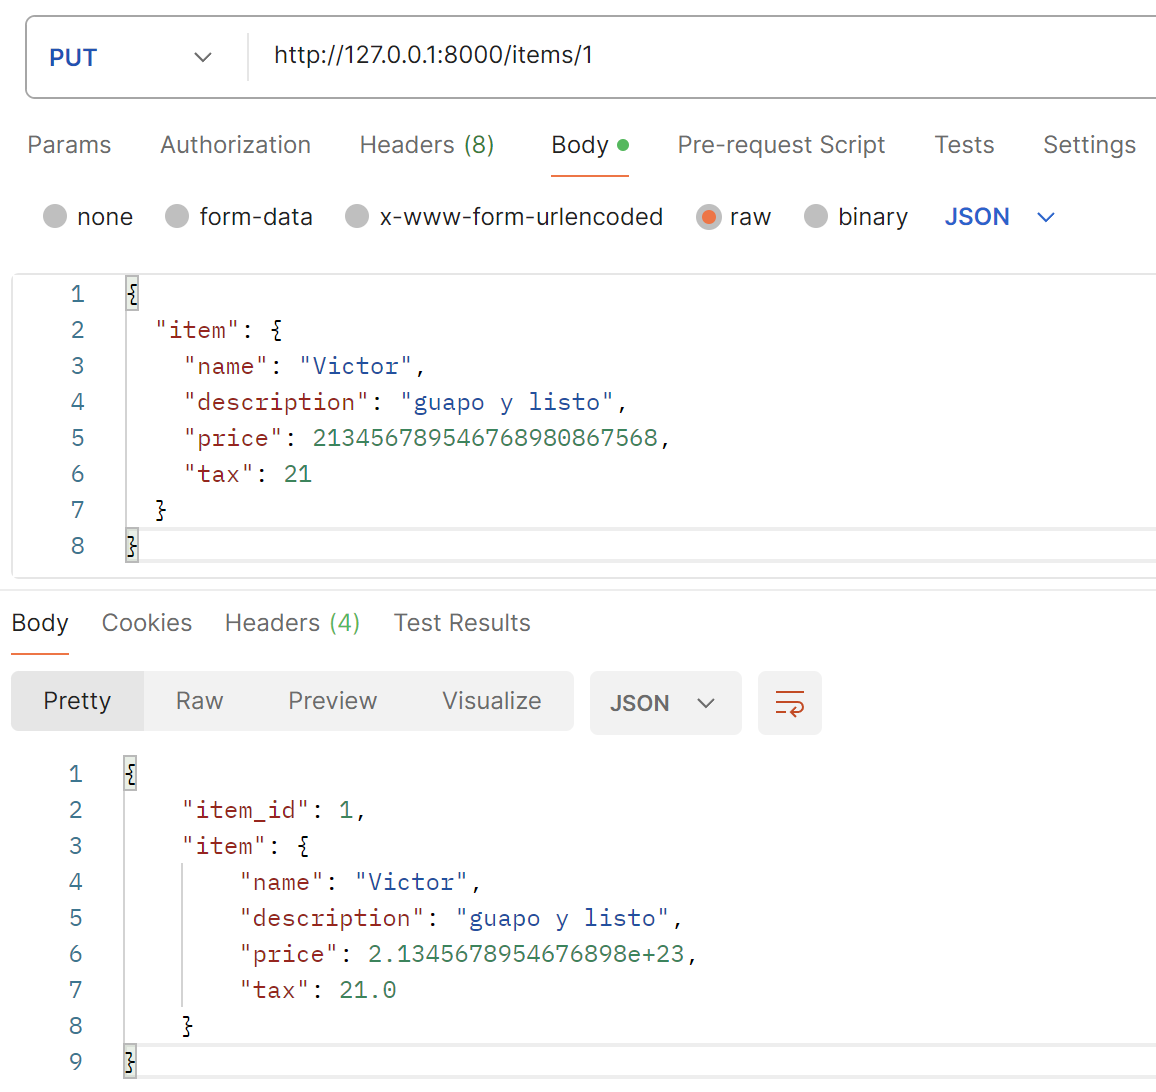 PUT http://127.0.0.1:8000/items/1
Params Authorization Headers (8) Body Pre-request Script Tests Settings
none form-data x-www-form-urlencoded raw binary JSON
1 {
2 "item": {
3 "name": "Victor",
4 "description": "guapo y listo",
5 "price": 213456789546768980867568,
6 "tax": 21
7 }
8 }
Body Cookies Headers (4) Test Results
Pretty Raw Preview Visualize JSON
1 {
2 "item_id": 1,
3 "item": {
4 "name": "Victor",
5 "description": "guapo y listo",
6 "price": 2.1345678954676898e+23,
7 "tax": 21.0
8 }
9 }